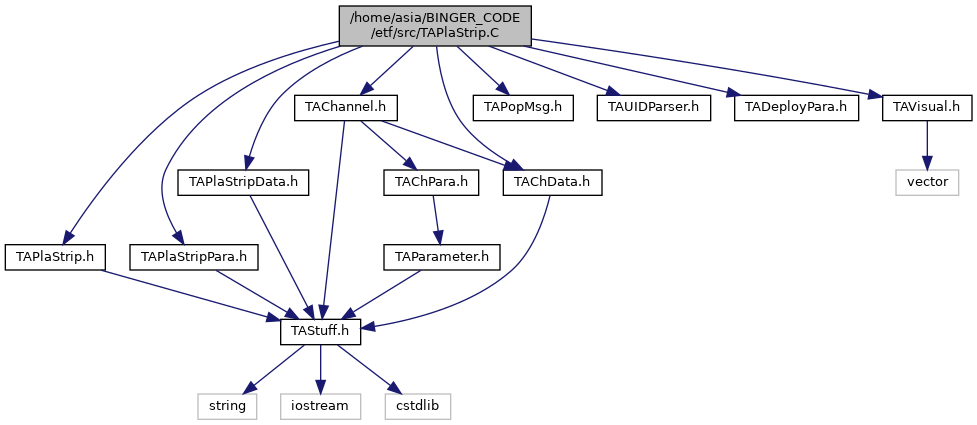 /home/asia/BINGER_CODE
/etf/src/TAPlaStrip.C
TAChannel.h
TAPopMsg.h
TAUIDParser.h
TADeployPara.h
TAVisual.h
TAPlaStripData.h
TAChPara.h
TAChData.h
vector
TAPlaStrip.h
TAPlaStripPara.h
TAParameter.h
TAStuff.h
string
iostream
cstdlib